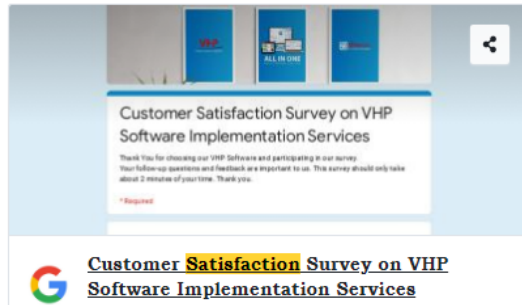 VHP
ALL IN ONE
Customer Satisfaction Survey on VHP
Software Implementation Services
Thank You for choosing our VHP Software and participating in our survey
Your follow-up questions and feedback are important to us. This survey should only take
about 2 minutes of your time. Thank you.
* Required
Customer Satisfaction Survey on VHP
Software Implementation Services